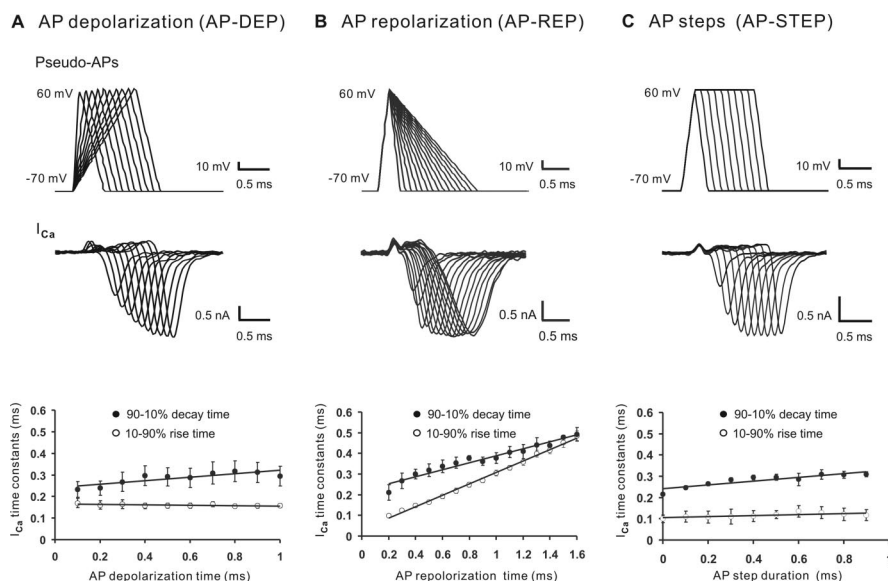 A AP depolarization (AP-DEP)
B AP repolarization (AP-REP)
C AP steps (AP-STEP)
Pseudo-APs
60 mV
-70 mV
10 mV
0.5 ms
60 mV
-70 mV
10 mV
0.5 ms
60 mV
-70 mV
10 mV
0.5 ms
ICa
0.5 nA
0.5 ms
0.5 nA
0.5 ms
0.5 nA
0.5 ms
ICa time constants (ms)
0.6
0.5
0.4
0.3
0.2
0.1
0
90-10% decay time
10-90% rise time
0 0.2 0.4 0.6 0.8 1
AP depolarization time (ms)
ICa time constants (ms)
0.6
0.5
0.4
0.3
0.2
0.1
0
90-10% decay time
10-90% rise time
0 0.2 0.4 0.6 0.8 1.0 1.2 1.4 1.6
AP repolorization time (ms)
ICa time constants (ms)
0.6
0.5
0.4
0.3
0.2
0.1
0
90-10% decay time
10-90% rise time
0 0.2 0.4 0.6 0.8 1
AP step duration (ms)